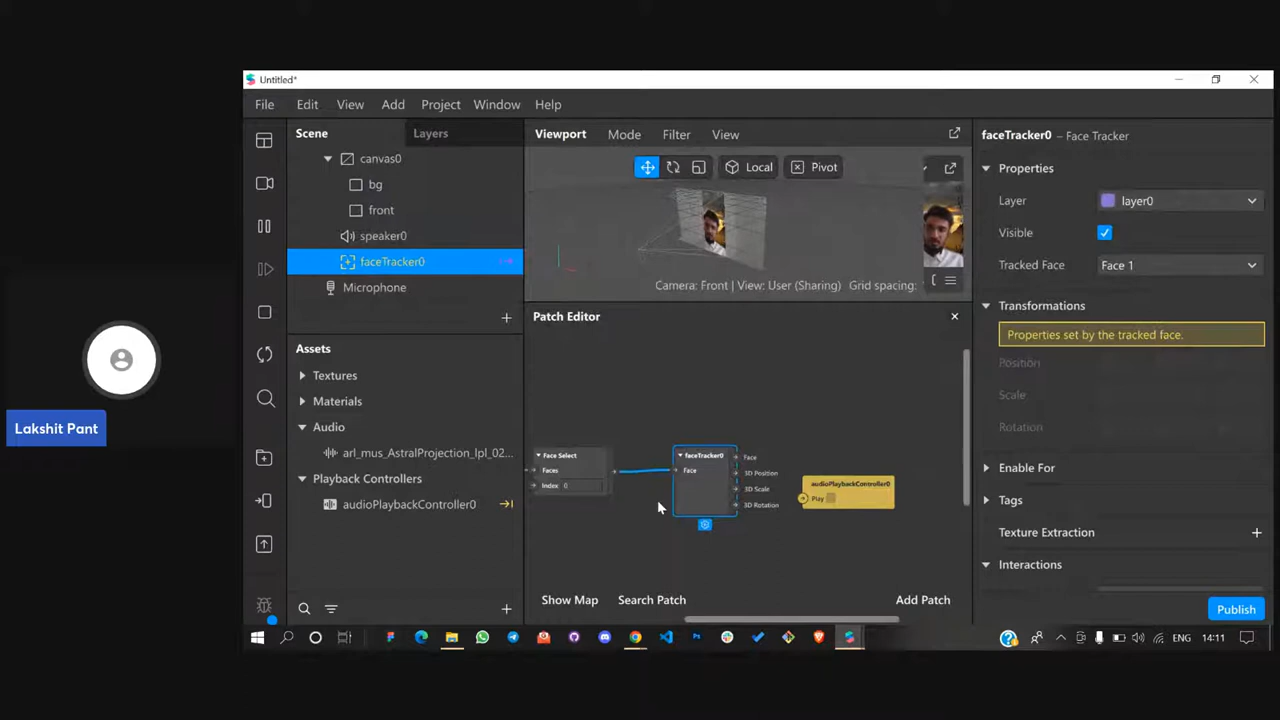 Untitled*
File Edit View Add Project Window Help
Scene Layers
canvas0
bg
front
speaker0
faceTracker0
Microphone
Assets
Textures
Materials
Audio
arl_mus_AstralProjection_lpl_02...
Playback Controllers
audioPlaybackController0
Viewport Mode Filter View
Local Pivot
Camera: Front | View: User (Sharing) Grid spacing:
Patch Editor
Face Select
Faces
Index 0
faceTracker0
Face
Face
3D Position
3D Scale
3D Rotation
audioPlaybackController0
Play
Show Map Search Patch Add Patch
faceTracker0 – Face Tracker
Properties
Layer layer0
Visible
Tracked Face Face 1
Transformations
Properties set by the tracked face.
Position
Scale
Rotation
Enable For
Tags
Texture Extraction
Interactions
Publish
Lakshit Pant
ENG 14:11